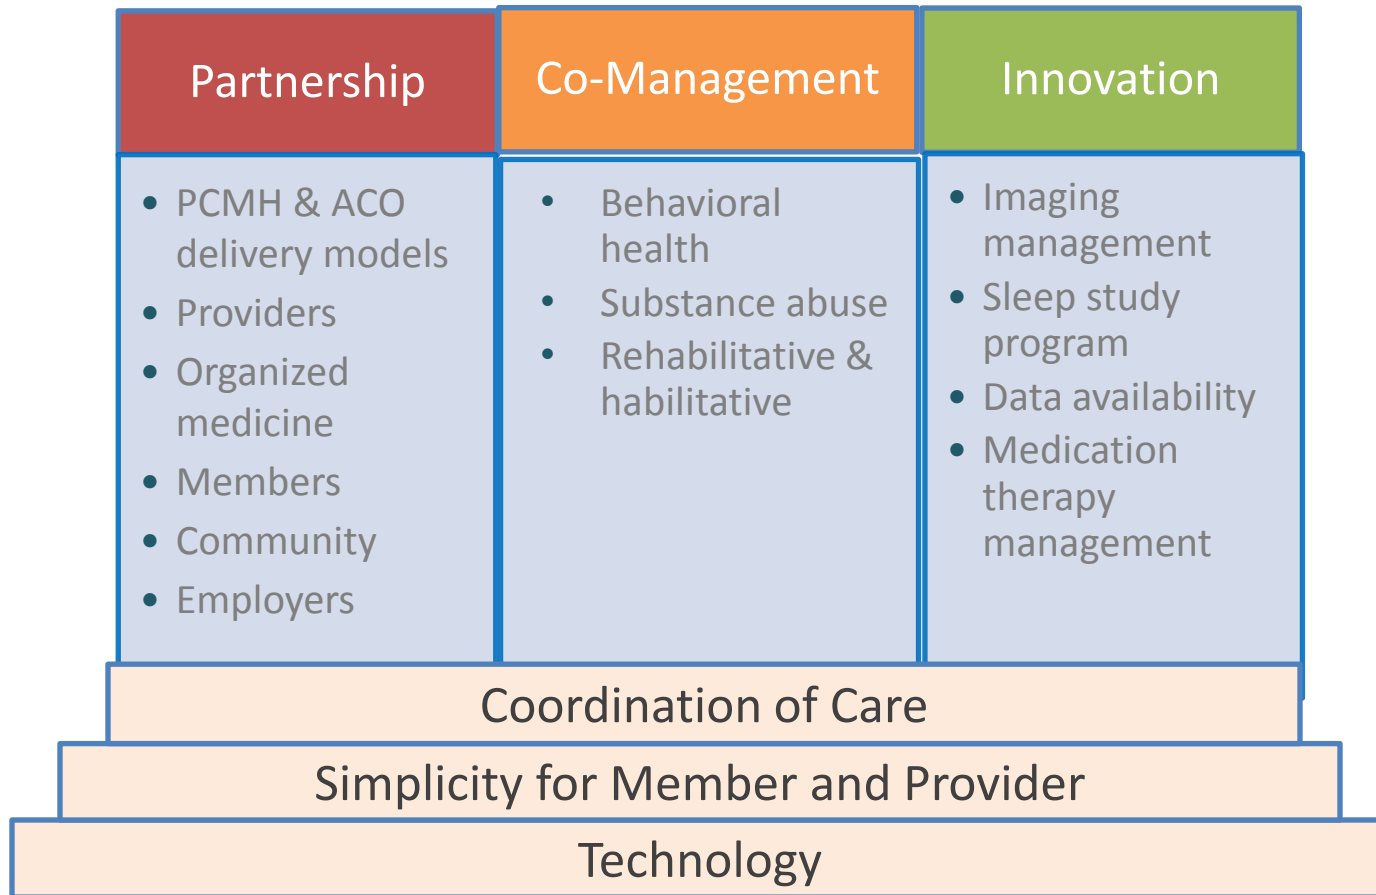 Partnership
• PCMH & ACO
delivery models
• Providers
• Organized
medicine
• Members
• Community
• Employers
Co-Management
• Behavioral
health
• Substance abuse
• Rehabilitative &
habilitative
Innovation
• Imaging
management
• Sleep study
program
• Data availability
• Medication
therapy
management
Coordination of Care
Simplicity for Member and Provider
Technology